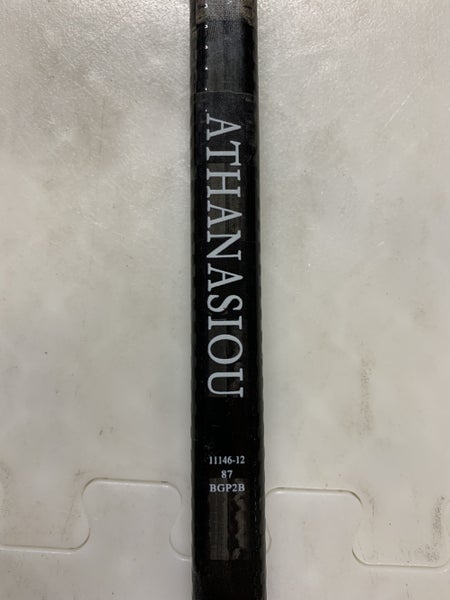 ATHANASIOU
11146-12
87
BGP2B